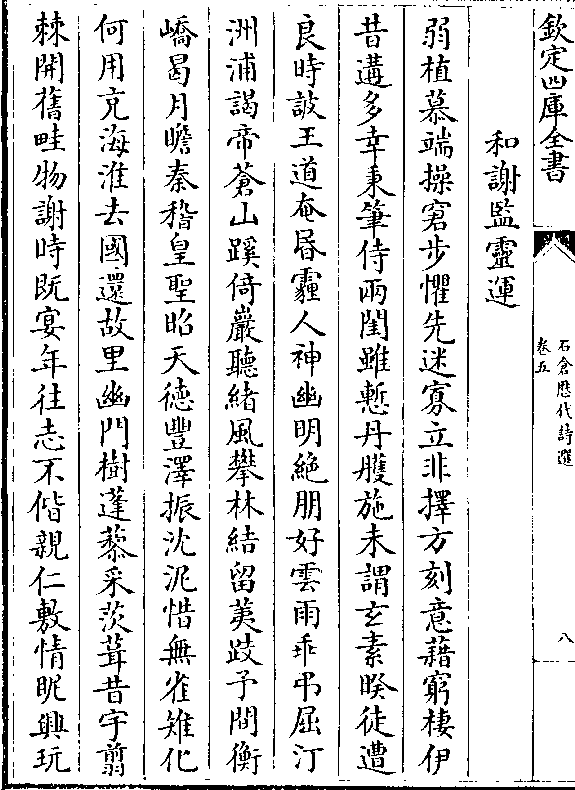 欽定四庫全書
石倉歴代詩選
卷五
八
和謝監靈運
弱植慕端操窘步懼先迷寡立非擇方刻意藉窮棲伊
昔遘多幸秉筆侍兩閨雖慙丹雘施未謂玄素暌徒遭
良時詖王道奄昬霾人神幽明絶朋好雲雨乖弔屈汀
洲浦謁帝蒼山蹊倚巖聽緒風攀林結留荑跂予間衡
嶠曷月瞻秦稽皇聖昭天德豐澤振沈泥惜無雀雉化
何用充海淮去國還故里幽門樹蓬藜采茨葺昔宇翦
棘開舊畦物謝時既宴年往志不偕親仁敷情昵興玩